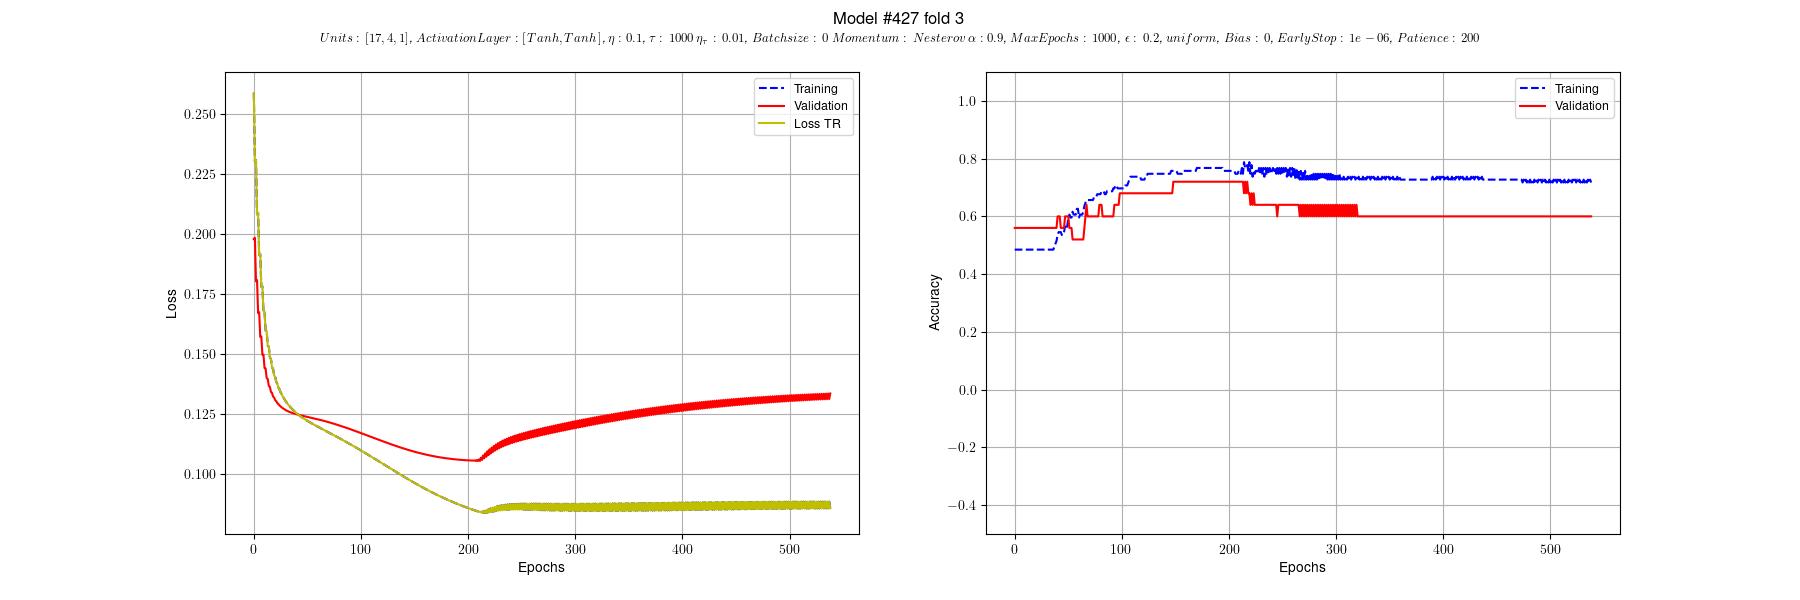 Model #427 fold 3
Units : [17, 4, 1], ActivationLayer : [Tanh, Tanh], η : 0.1, τ : 1000 η_τ : 0.01, Batchsize : 0 Momentum : Nesterov α : 0.9, MaxEpochs : 1000, ϵ : 0.2, uniform, Bias : 0, EarlyStop : 1e − 06, Patience : 200
Training
Validation
Loss TR
0.250
0.225
0.200
0.175
0.150
0.125
0.100
Loss
0 100 200 300 400 500
Epochs
Training
Validation
1.0
0.8
0.6
0.4
0.2
0.0
−0.2
−0.4
Accuracy
0 100 200 300 400 500
Epochs